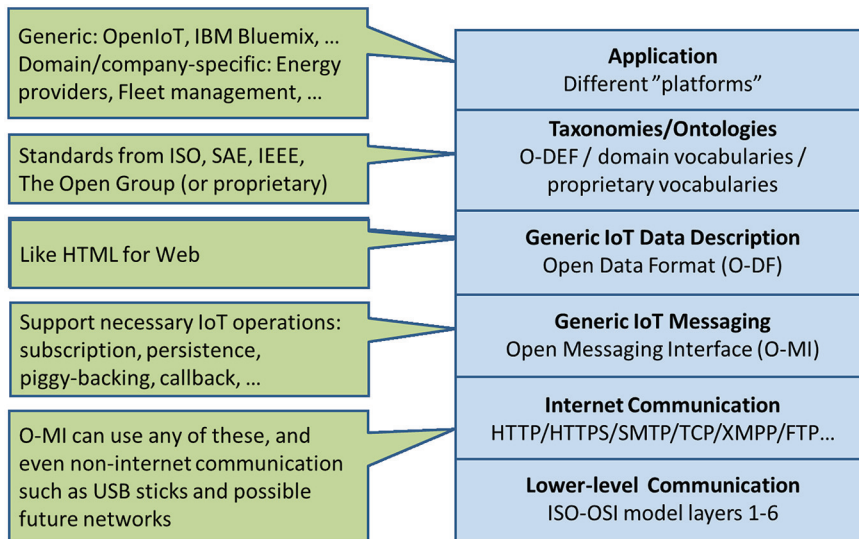 Generic: OpenIoT, IBM Bluemix, …
Domain/company-specific: Energy
providers, Fleet management, …
Application
Different ”platforms”
Standards from ISO, SAE, IEEE,
The Open Group (or proprietary)
Taxonomies/Ontologies
O-DEF / domain vocabularies /
proprietary vocabularies
Like HTML for Web
Generic IoT Data Description
Open Data Format (O-DF)
Support necessary IoT operations:
subscription, persistence,
piggy-backing, callback, …
Generic IoT Messaging
Open Messaging Interface (O-MI)
O-MI can use any of these, and
even non-internet communication
such as USB sticks and possible
future networks
Internet Communication
HTTP/HTTPS/SMTP/TCP/XMPP/FTP…
Lower-level Communication
ISO-OSI model layers 1-6